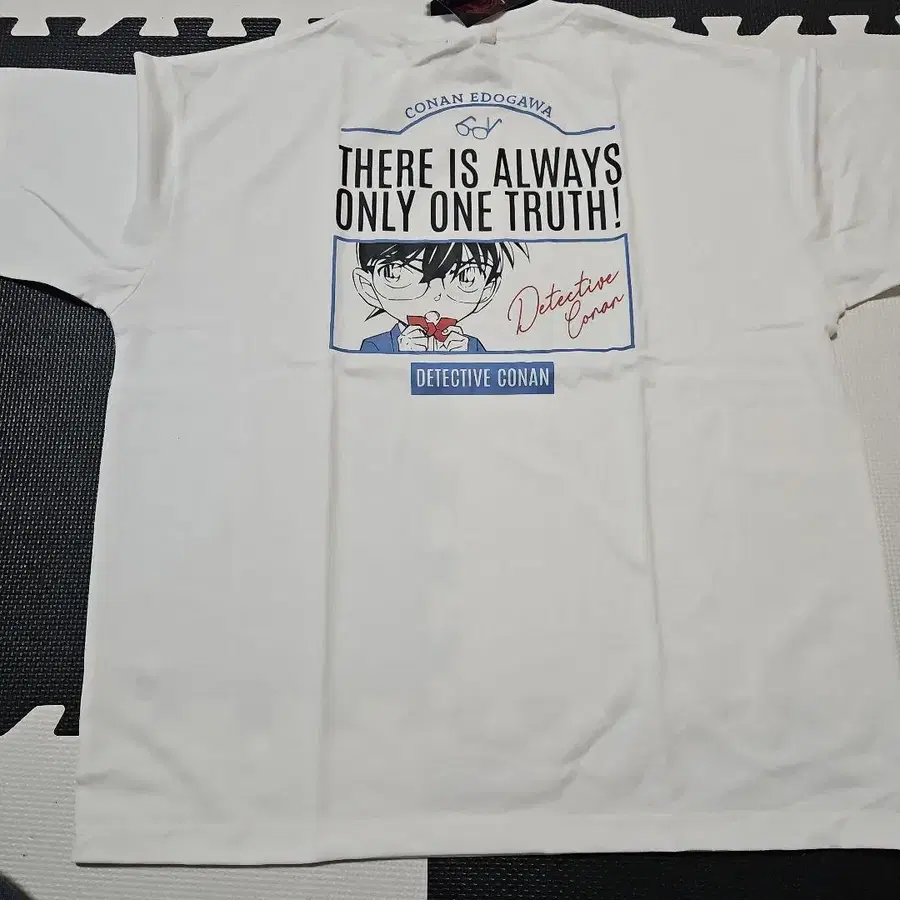 CONAN EDOGAWA
THERE IS ALWAYS
ONLY ONE TRUTH!
Detective
Conan
DETECTIVE CONAN